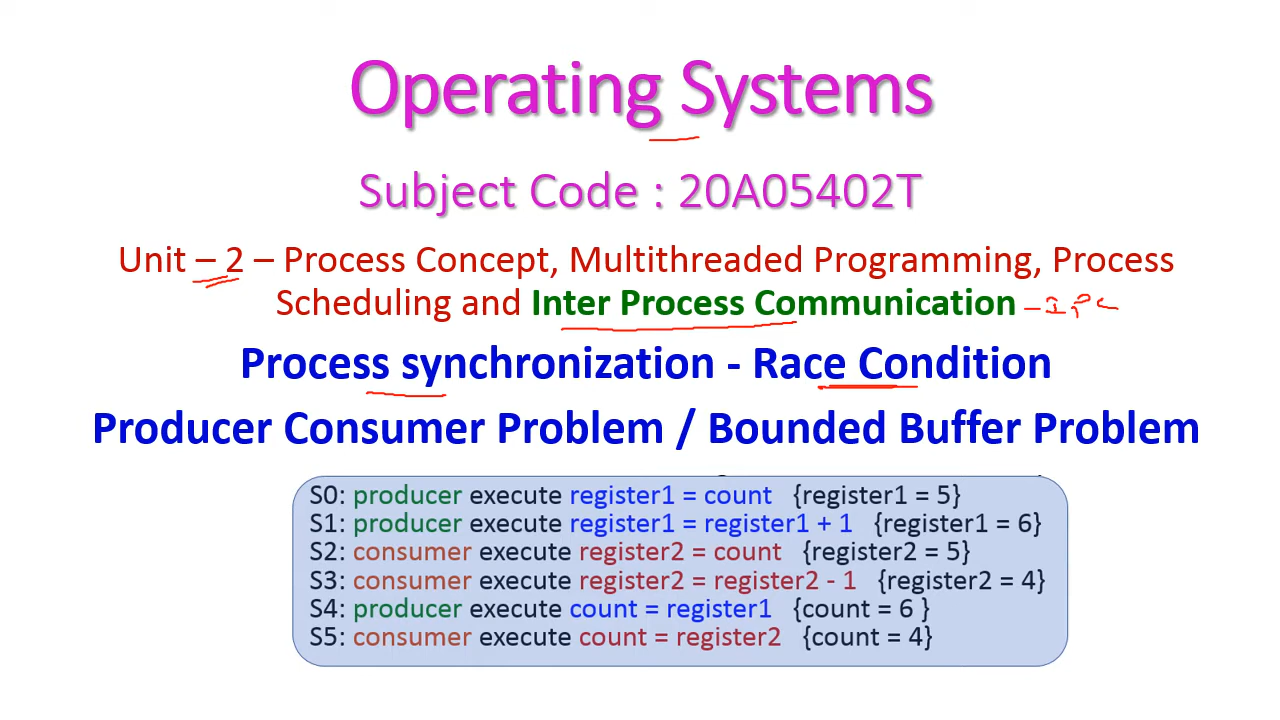 Operating Systems
Subject Code : 20A05402T
Unit – 2 – Process Concept, Multithreaded Programming, Process
Scheduling and Inter Process Communication - IPC
Process synchronization - Race Condition
Producer Consumer Problem / Bounded Buffer Problem
S0: producer execute register1 = count {register1 = 5}
S1: producer execute register1 = register1 + 1 {register1 = 6}
S2: consumer execute register2 = count {register2 = 5}
S3: consumer execute register2 = register2 - 1 {register2 = 4}
S4: producer execute count = register1 {count = 6 }
S5: consumer execute count = register2 {count = 4}